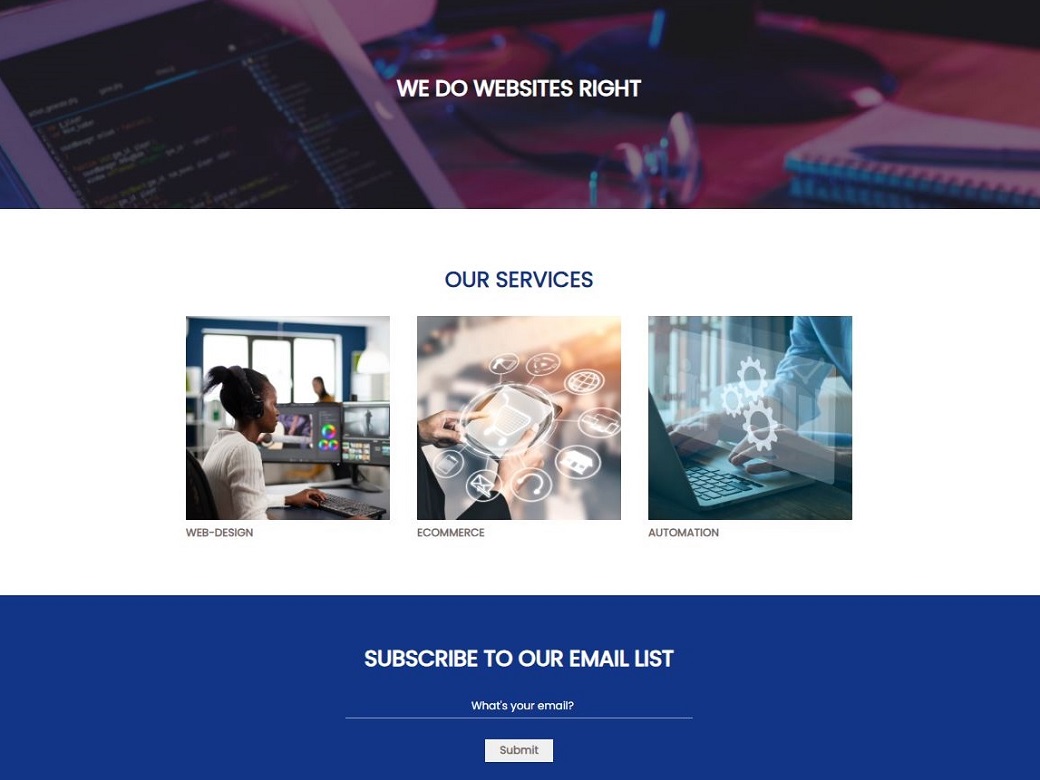 WE DO WEBSITES RIGHT
OUR SERVICES
WEB-DESIGN
ECOMMERCE
AUTOMATION
SUBSCRIBE TO OUR EMAIL LIST
What's your email?
Submit